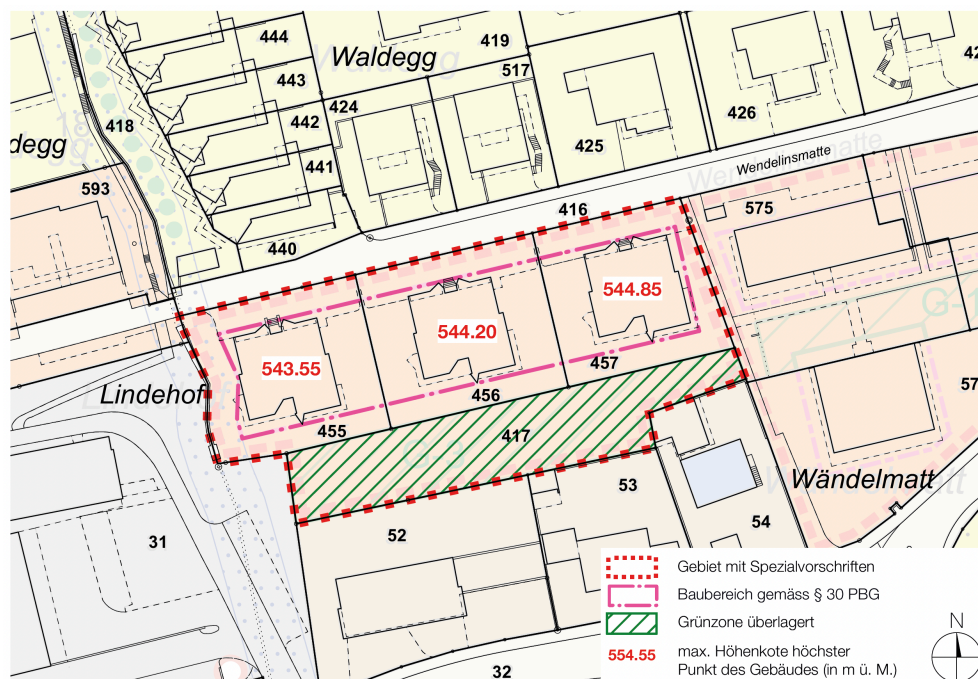 444
419
Waldegg
443
517
424
418
442
425
426
degg
441
Wendelinsmatte
593
416
575
440
544.85
G-1
544.20
543.55
457
456
Lindehof
455
417
57
Wändelmatt
53
52
54
31
32
Gebiet mit Spezialvorschriften
Baubereich gemäss § 30 PBG
Grünzone überlagert
554.55 max. Höhenkote höchster
Punkt des Gebäudes (in m ü. M.)
N